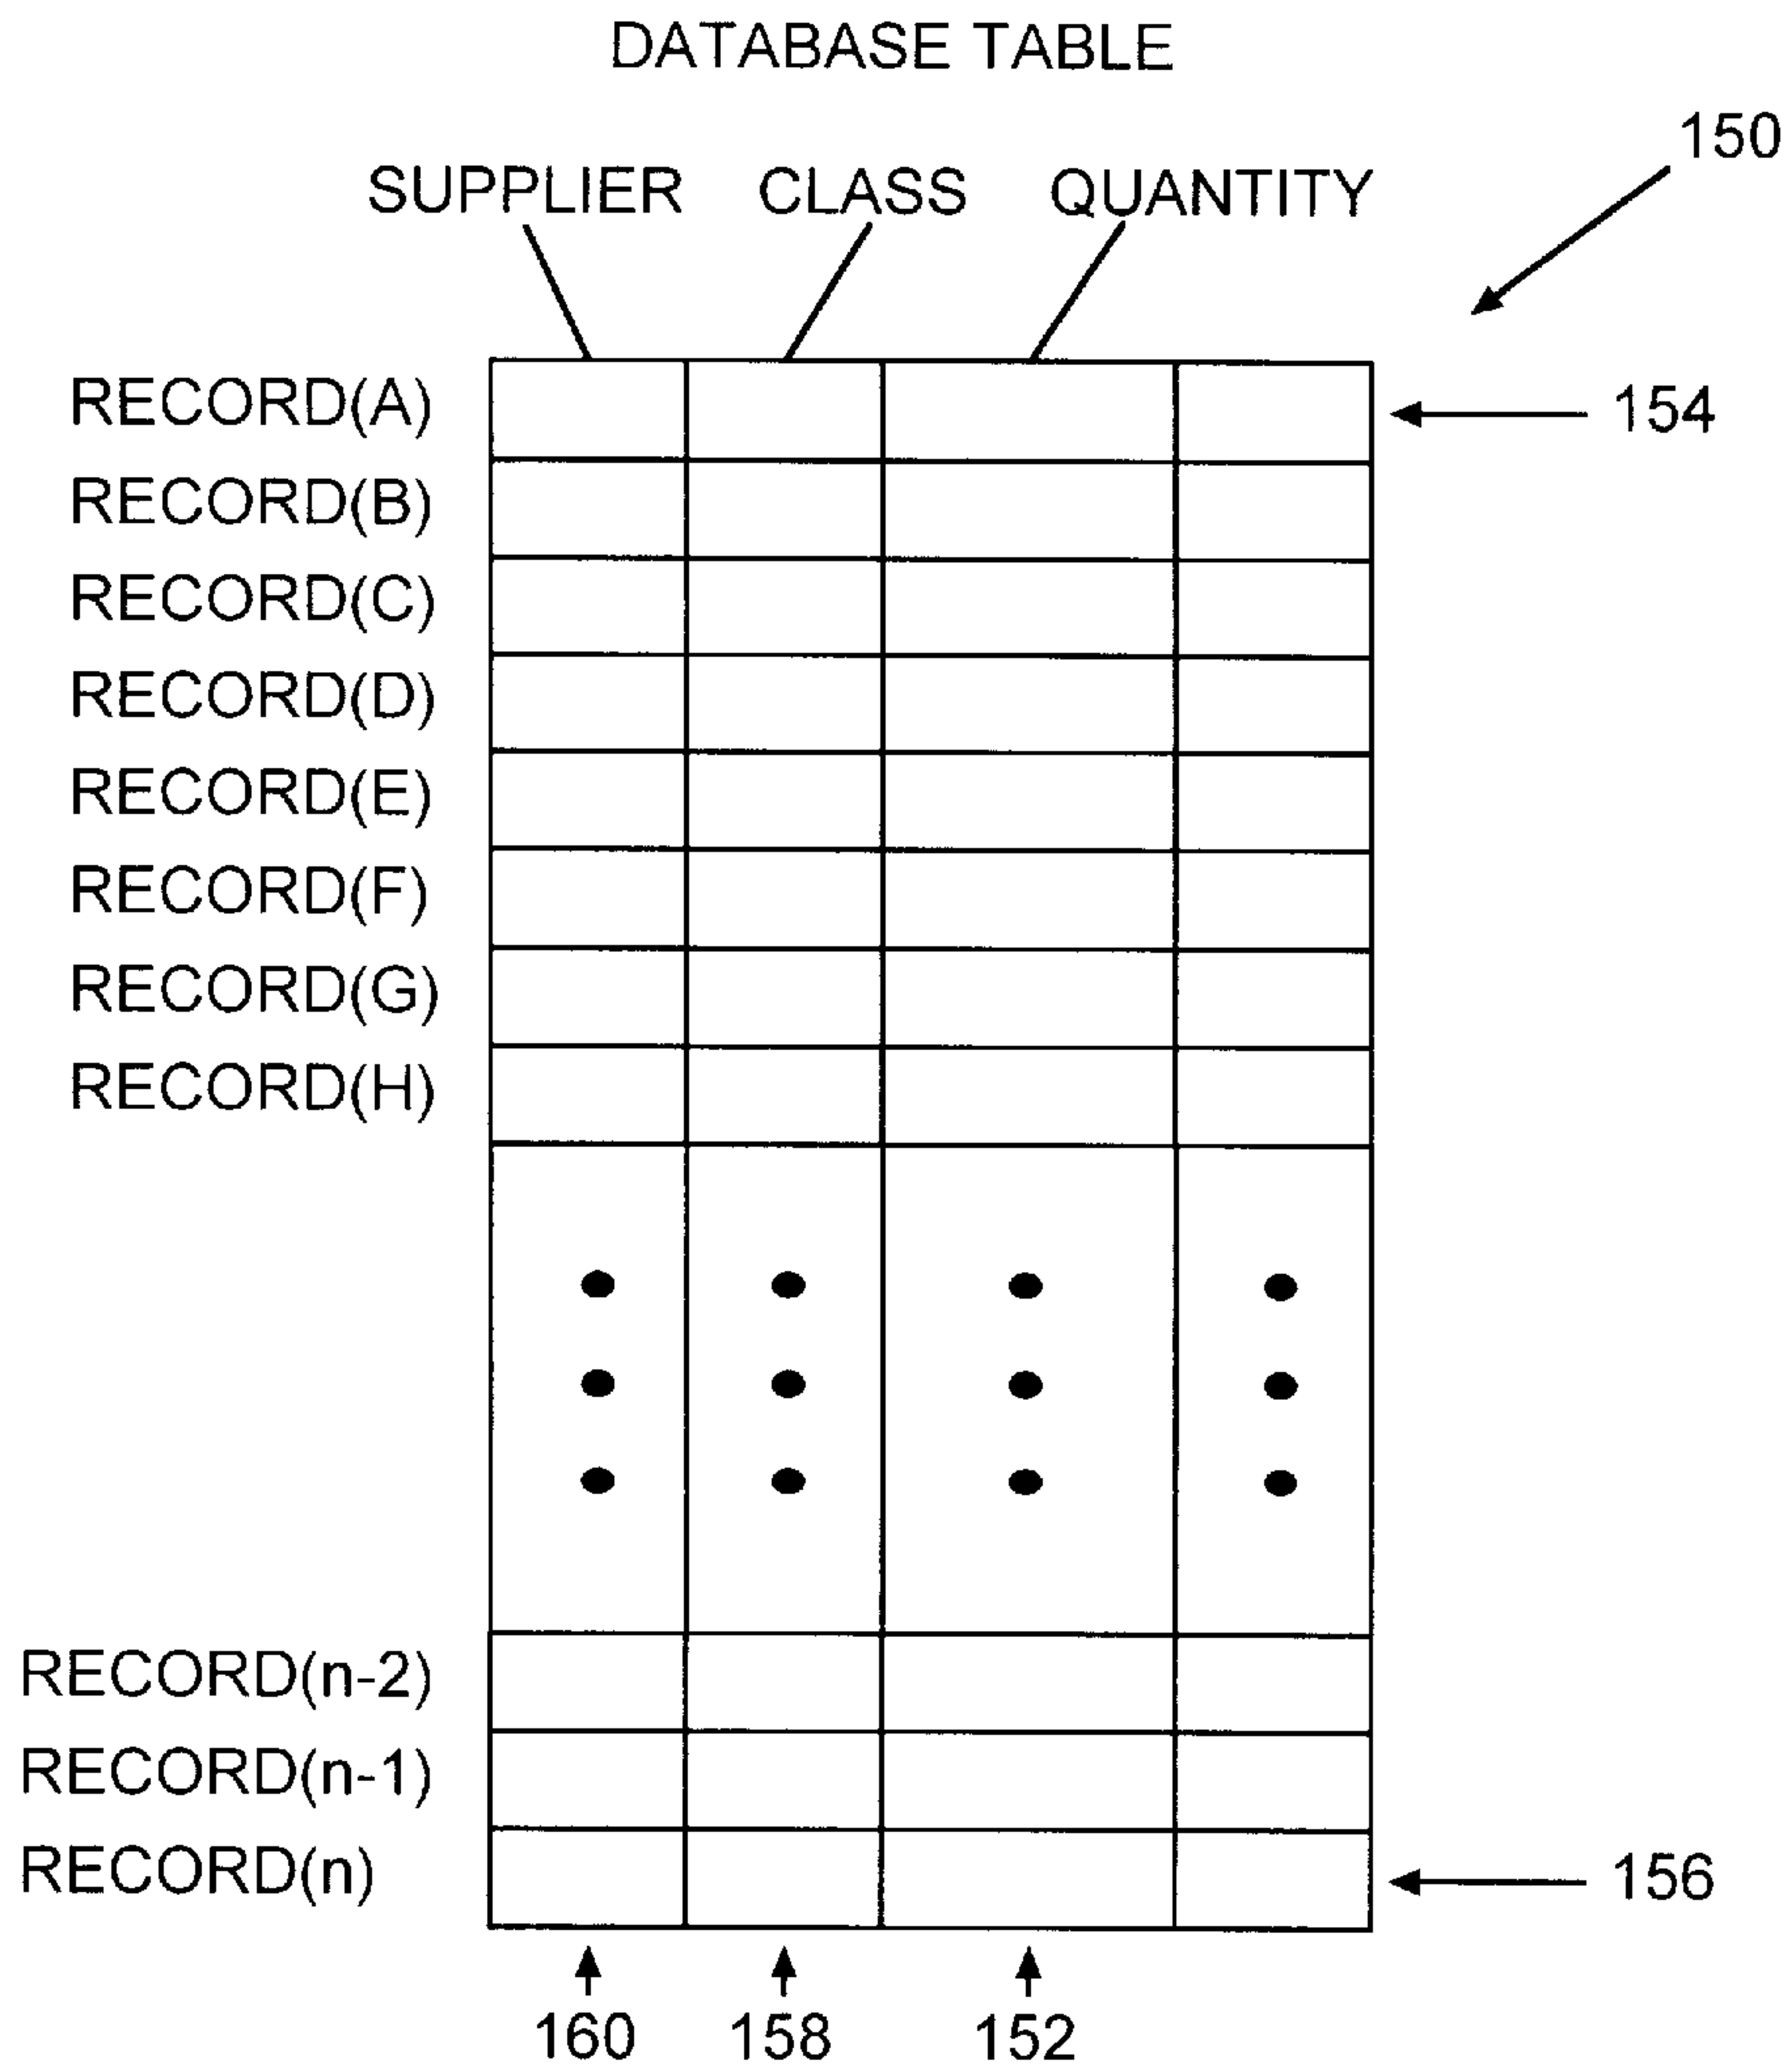 DATABASE TABLE
150
SUPPLIER CLASS QUANTITY
RECORD(A) 154
RECORD(B)
RECORD(C)
RECORD(D)
RECORD(E)
RECORD(F)
RECORD(G)
RECORD(H)
RECORD(n-2)
RECORD(n-1)
RECORD(n) 156
160 158 152